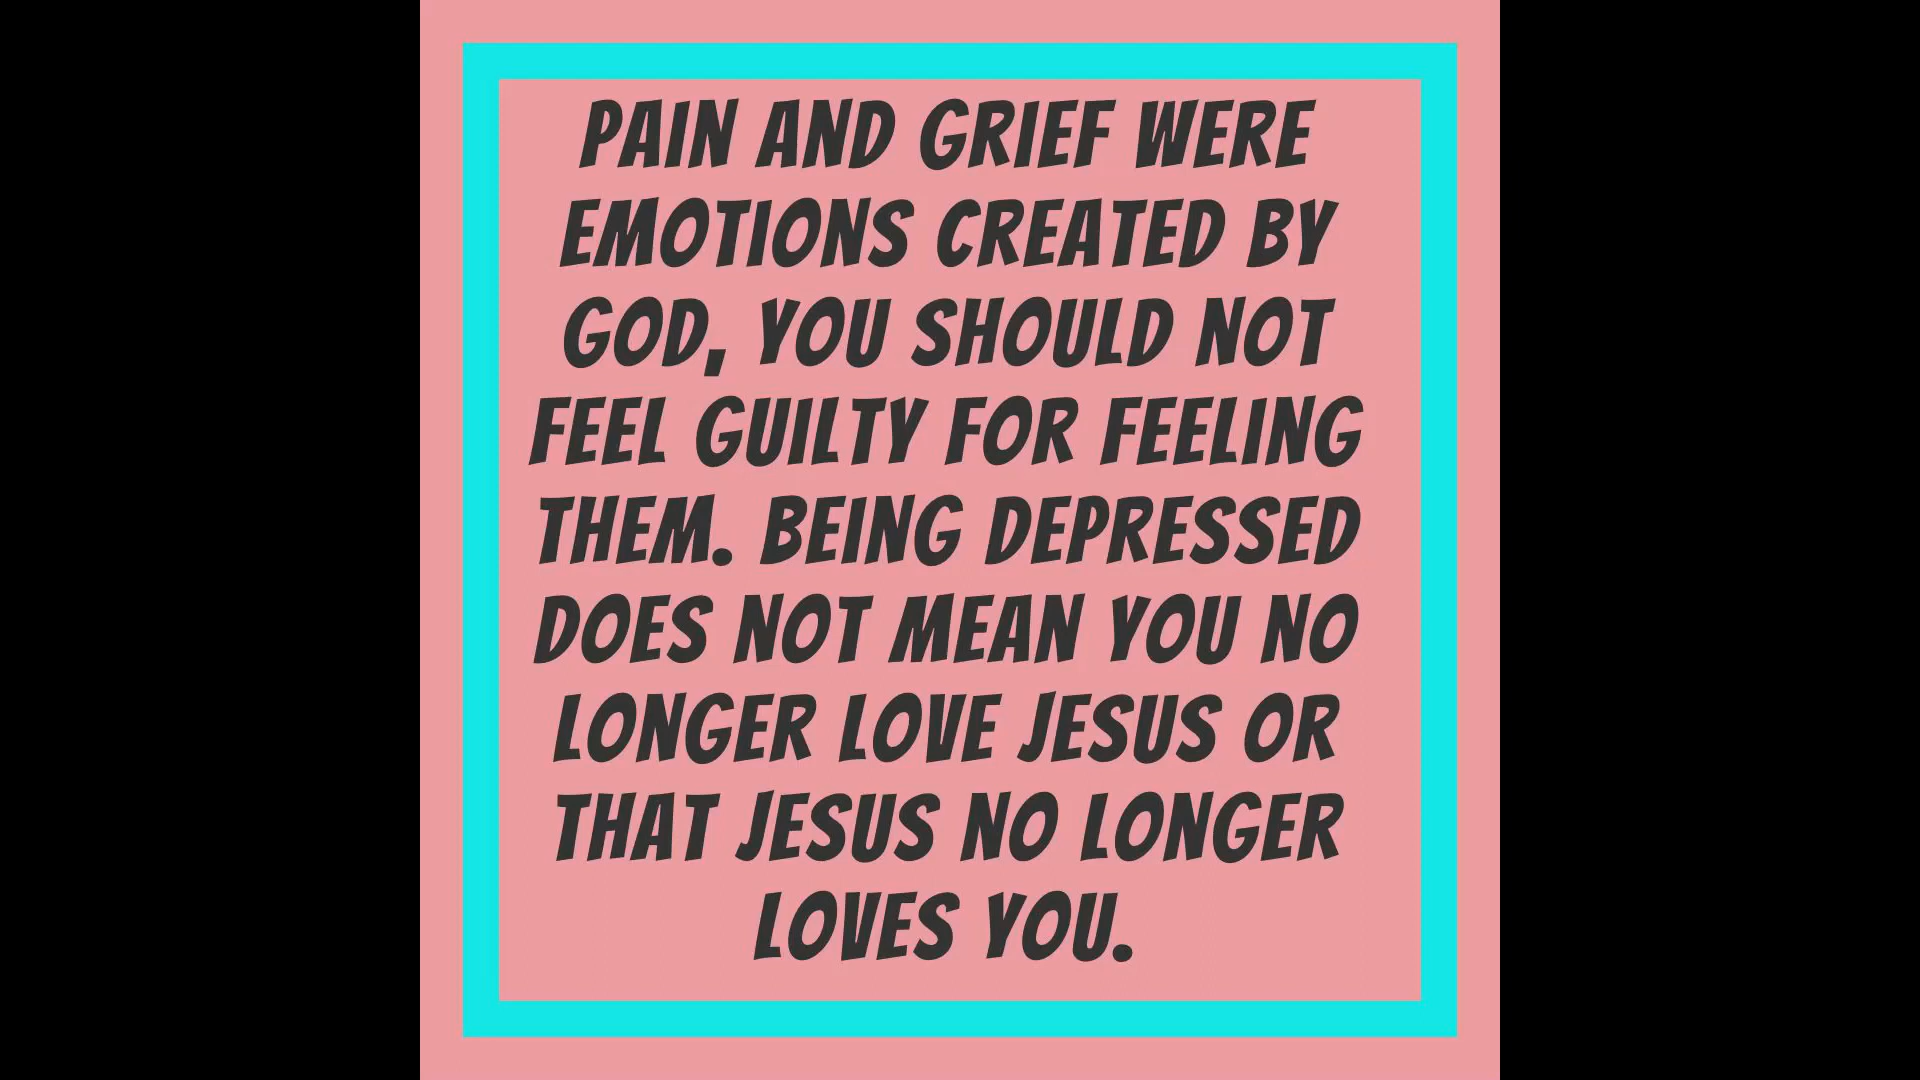 PAIN AND GRIEF WERE
EMOTIONS CREATED BY
GOD, YOU SHOULD NOT
FEEL GUILTY FOR FEELING
THEM. BEING DEPRESSED
DOES NOT MEAN YOU NO
LONGER LOVE JESUS OR
THAT JESUS NO LONGER
LOVES YOU.